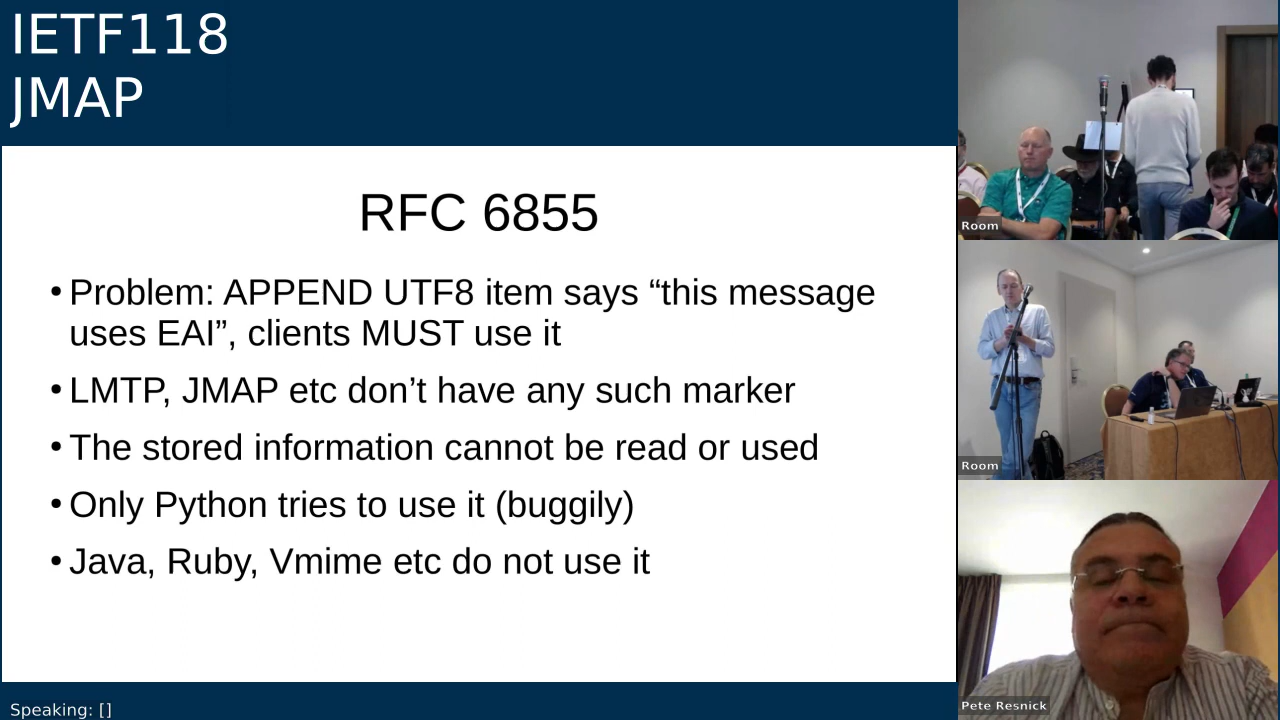 IETF118
JMAP
RFC 6855
• Problem: APPEND UTF8 item says “this message
uses EAI”, clients MUST use it
• LMTP, JMAP etc don’t have any such marker
• The stored information cannot be read or used
• Only Python tries to use it (buggily)
• Java, Ruby, Vmime etc do not use it
Speaking: []
Room
Room
Pete Resnick